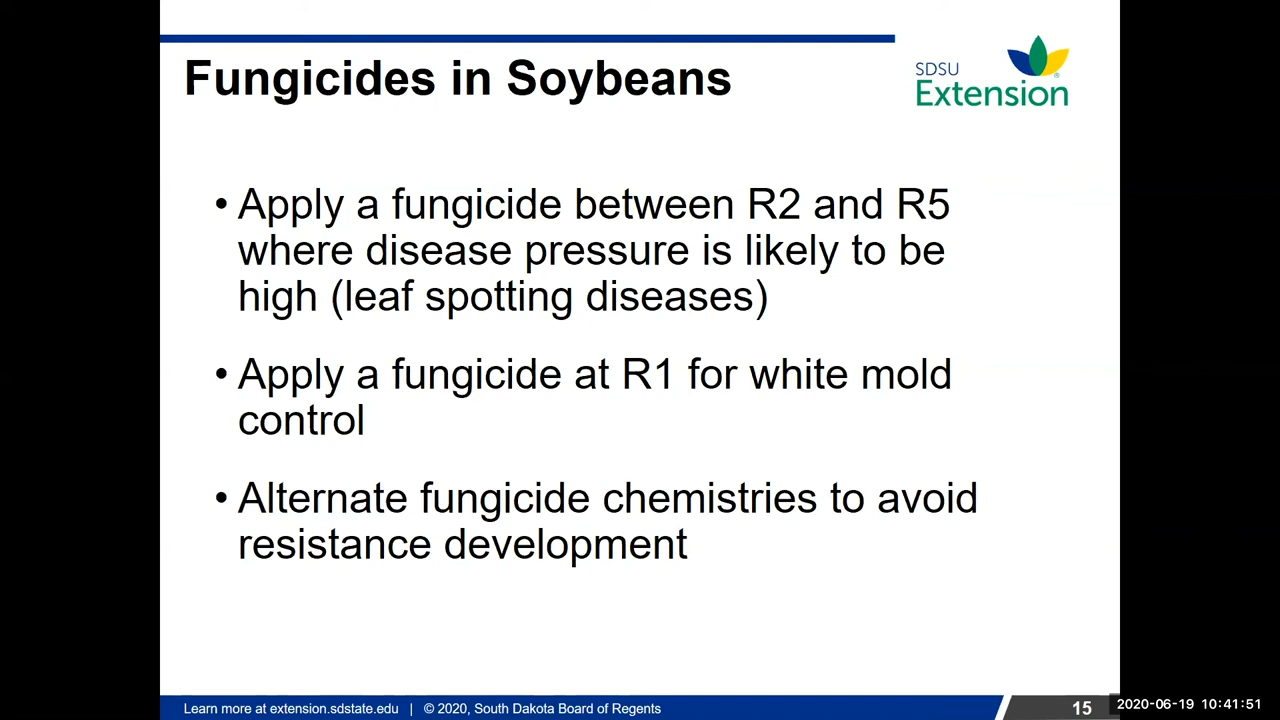 Fungicides in Soybeans
SDSU
Extension
• Apply a fungicide between R2 and R5
where disease pressure is likely to be
high (leaf spotting diseases)
• Apply a fungicide at R1 for white mold
control
• Alternate fungicide chemistries to avoid
resistance development
Learn more at extension.sdstate.edu | © 2020, South Dakota Board of Regents
15
2020-06-19 10:41:51